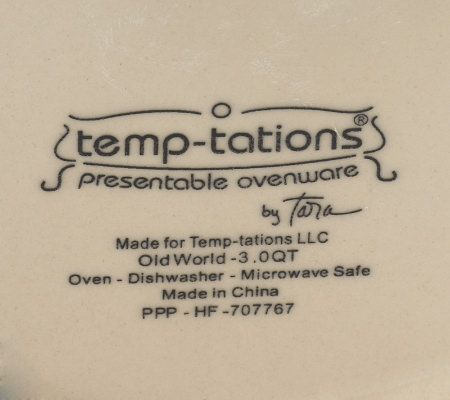 temp-tations®
presentable ovenware
by Tara
Made for Temp-tations LLC
Old World -3.0QT
Oven - Dishwasher - Microwave Safe
Made in China
PPP - HF -707767